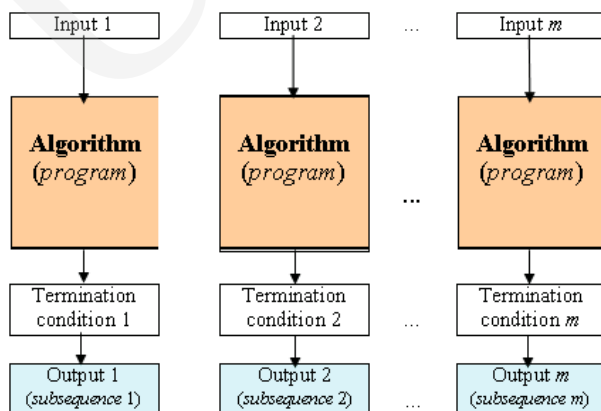 Input 1 Input 2 ... Input m
Algorithm Algorithm Algorithm
(program) (program) (program)
...
Termination Termination Termination
condition 1 condition 2 ... condition m
Output 1 Output 2 Output m
(subsequence 1) (subsequence 2) ... (subsequence m)